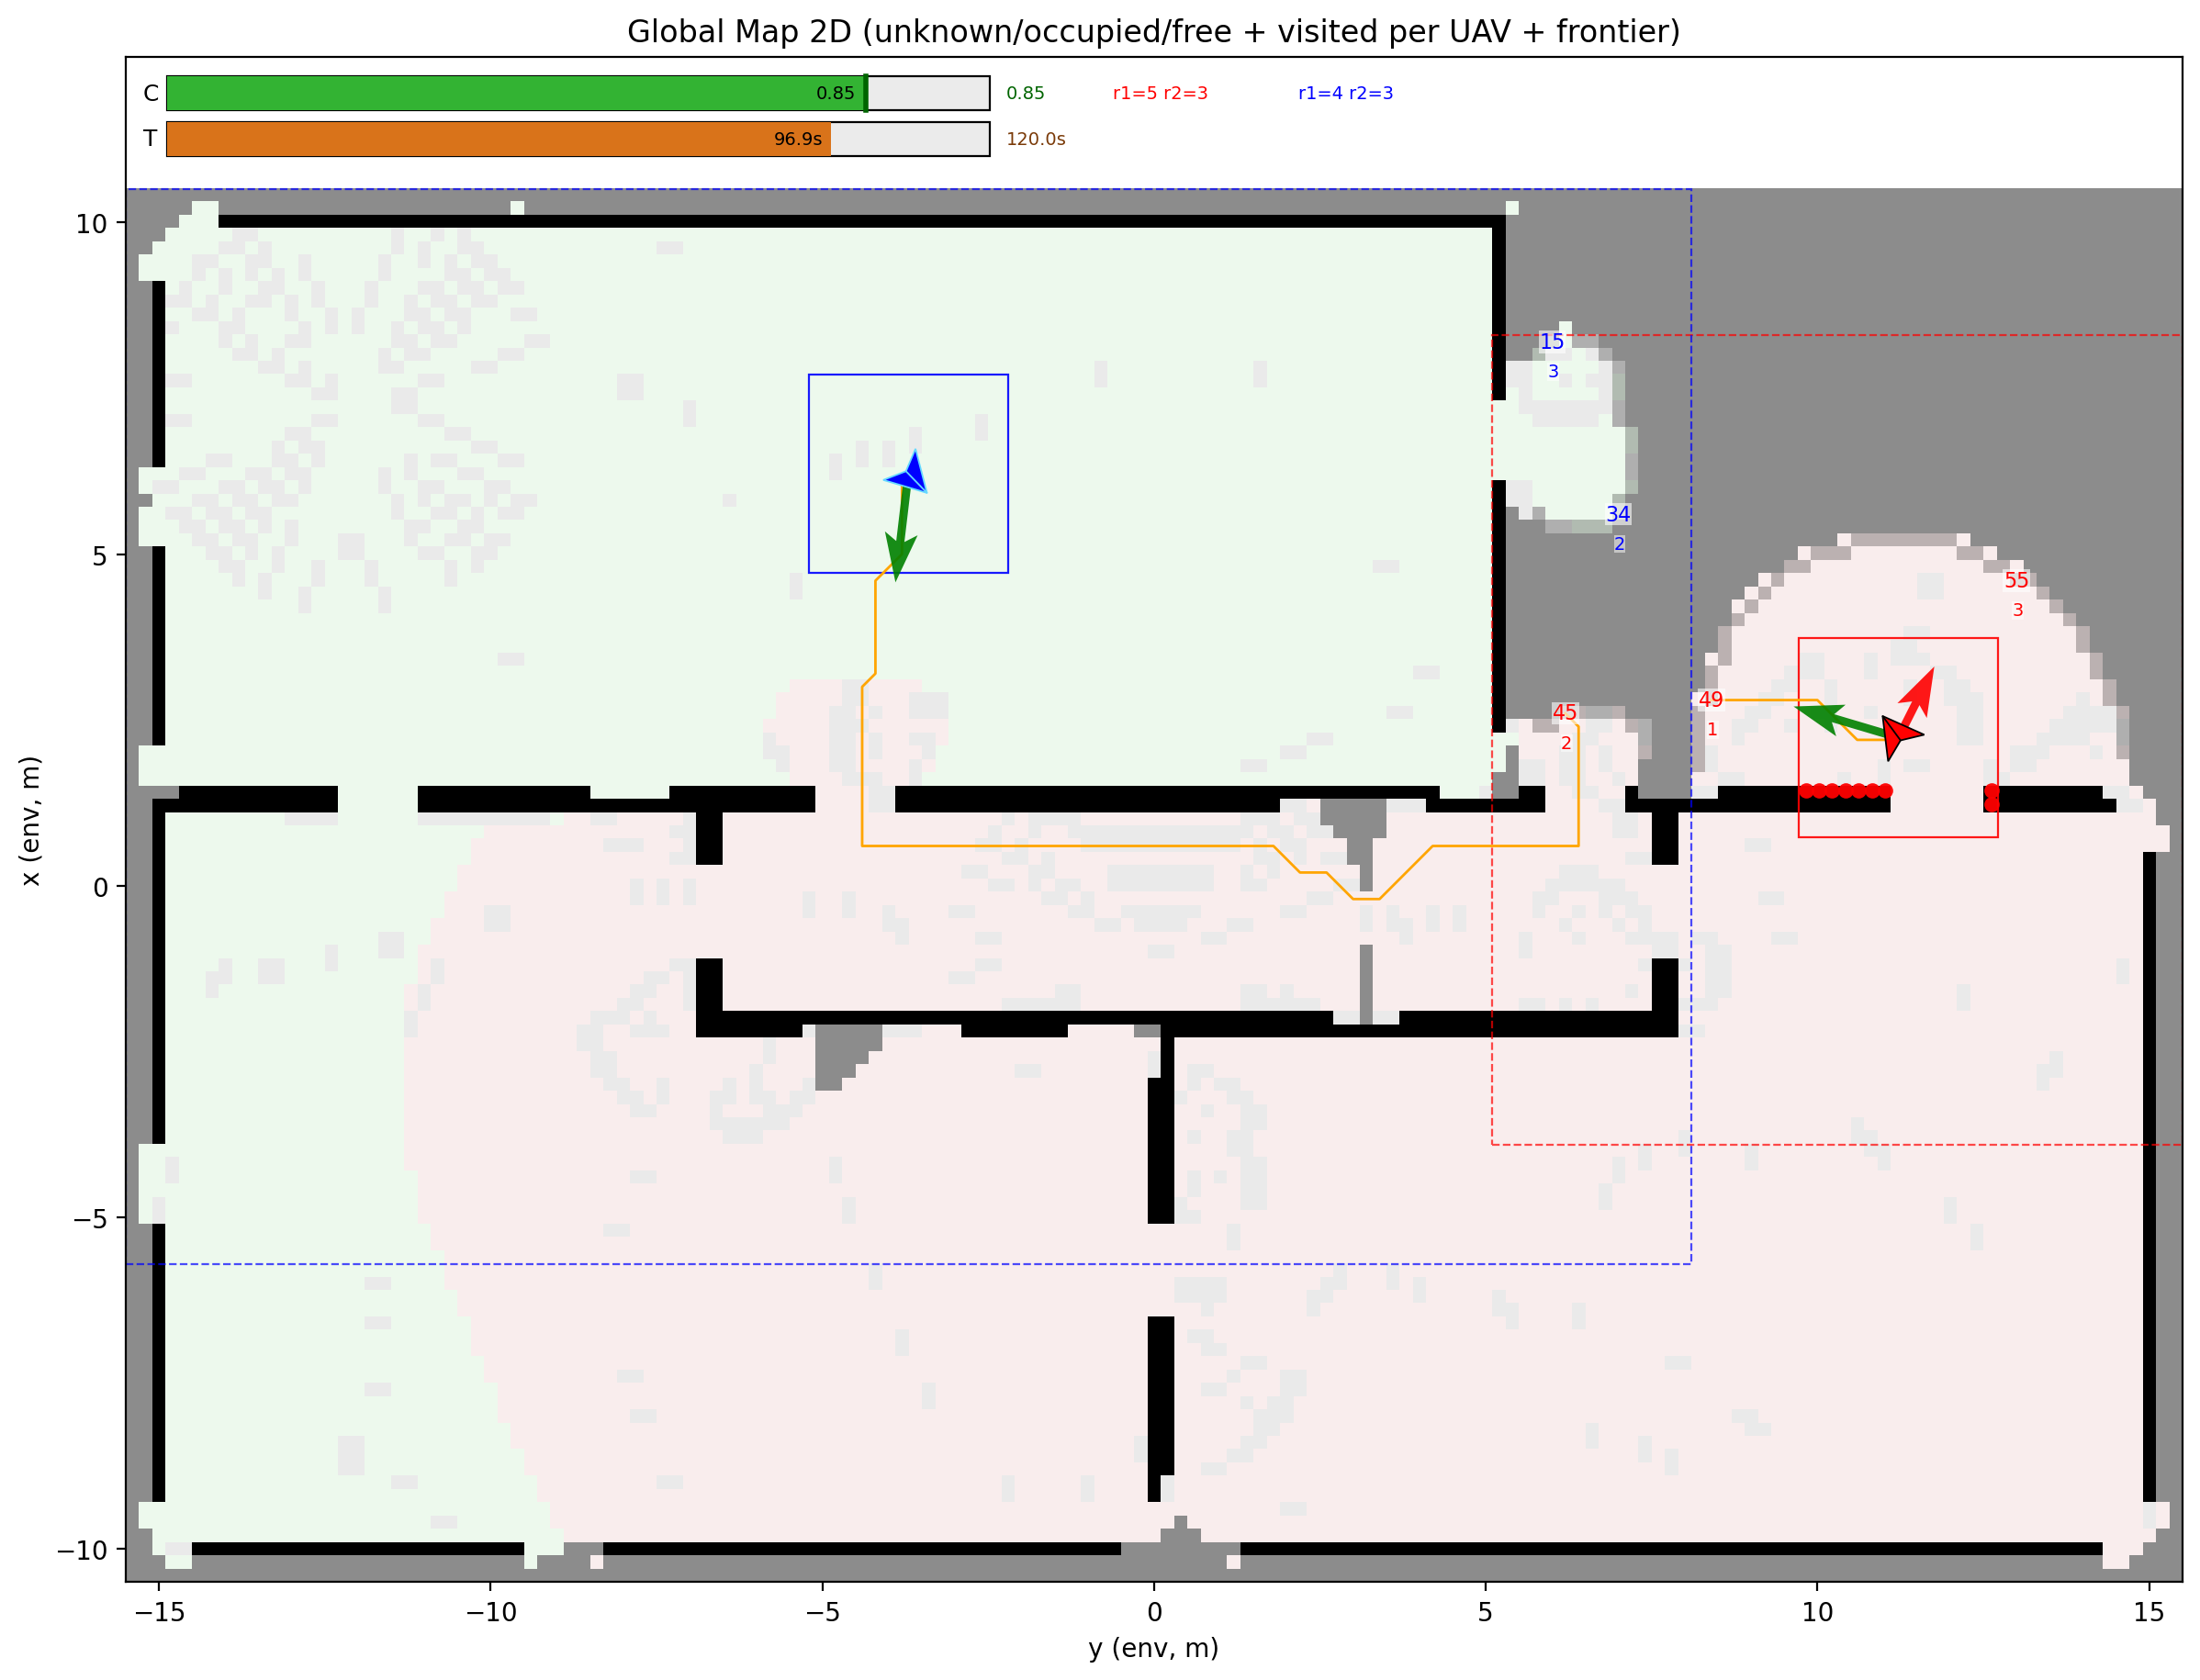 Global Map 2D (unknown/occupied/free + visited per UAV + frontier)
C 0.85 0.85 r1=5 r2=3 r1=4 r2=3
T 96.9s 120.0s
10
15
3
34
2
5
55
3
49
1
45
2
0
−5
−10
x (env, m)
−15 −10 −5 0 5 10 15
y (env, m)